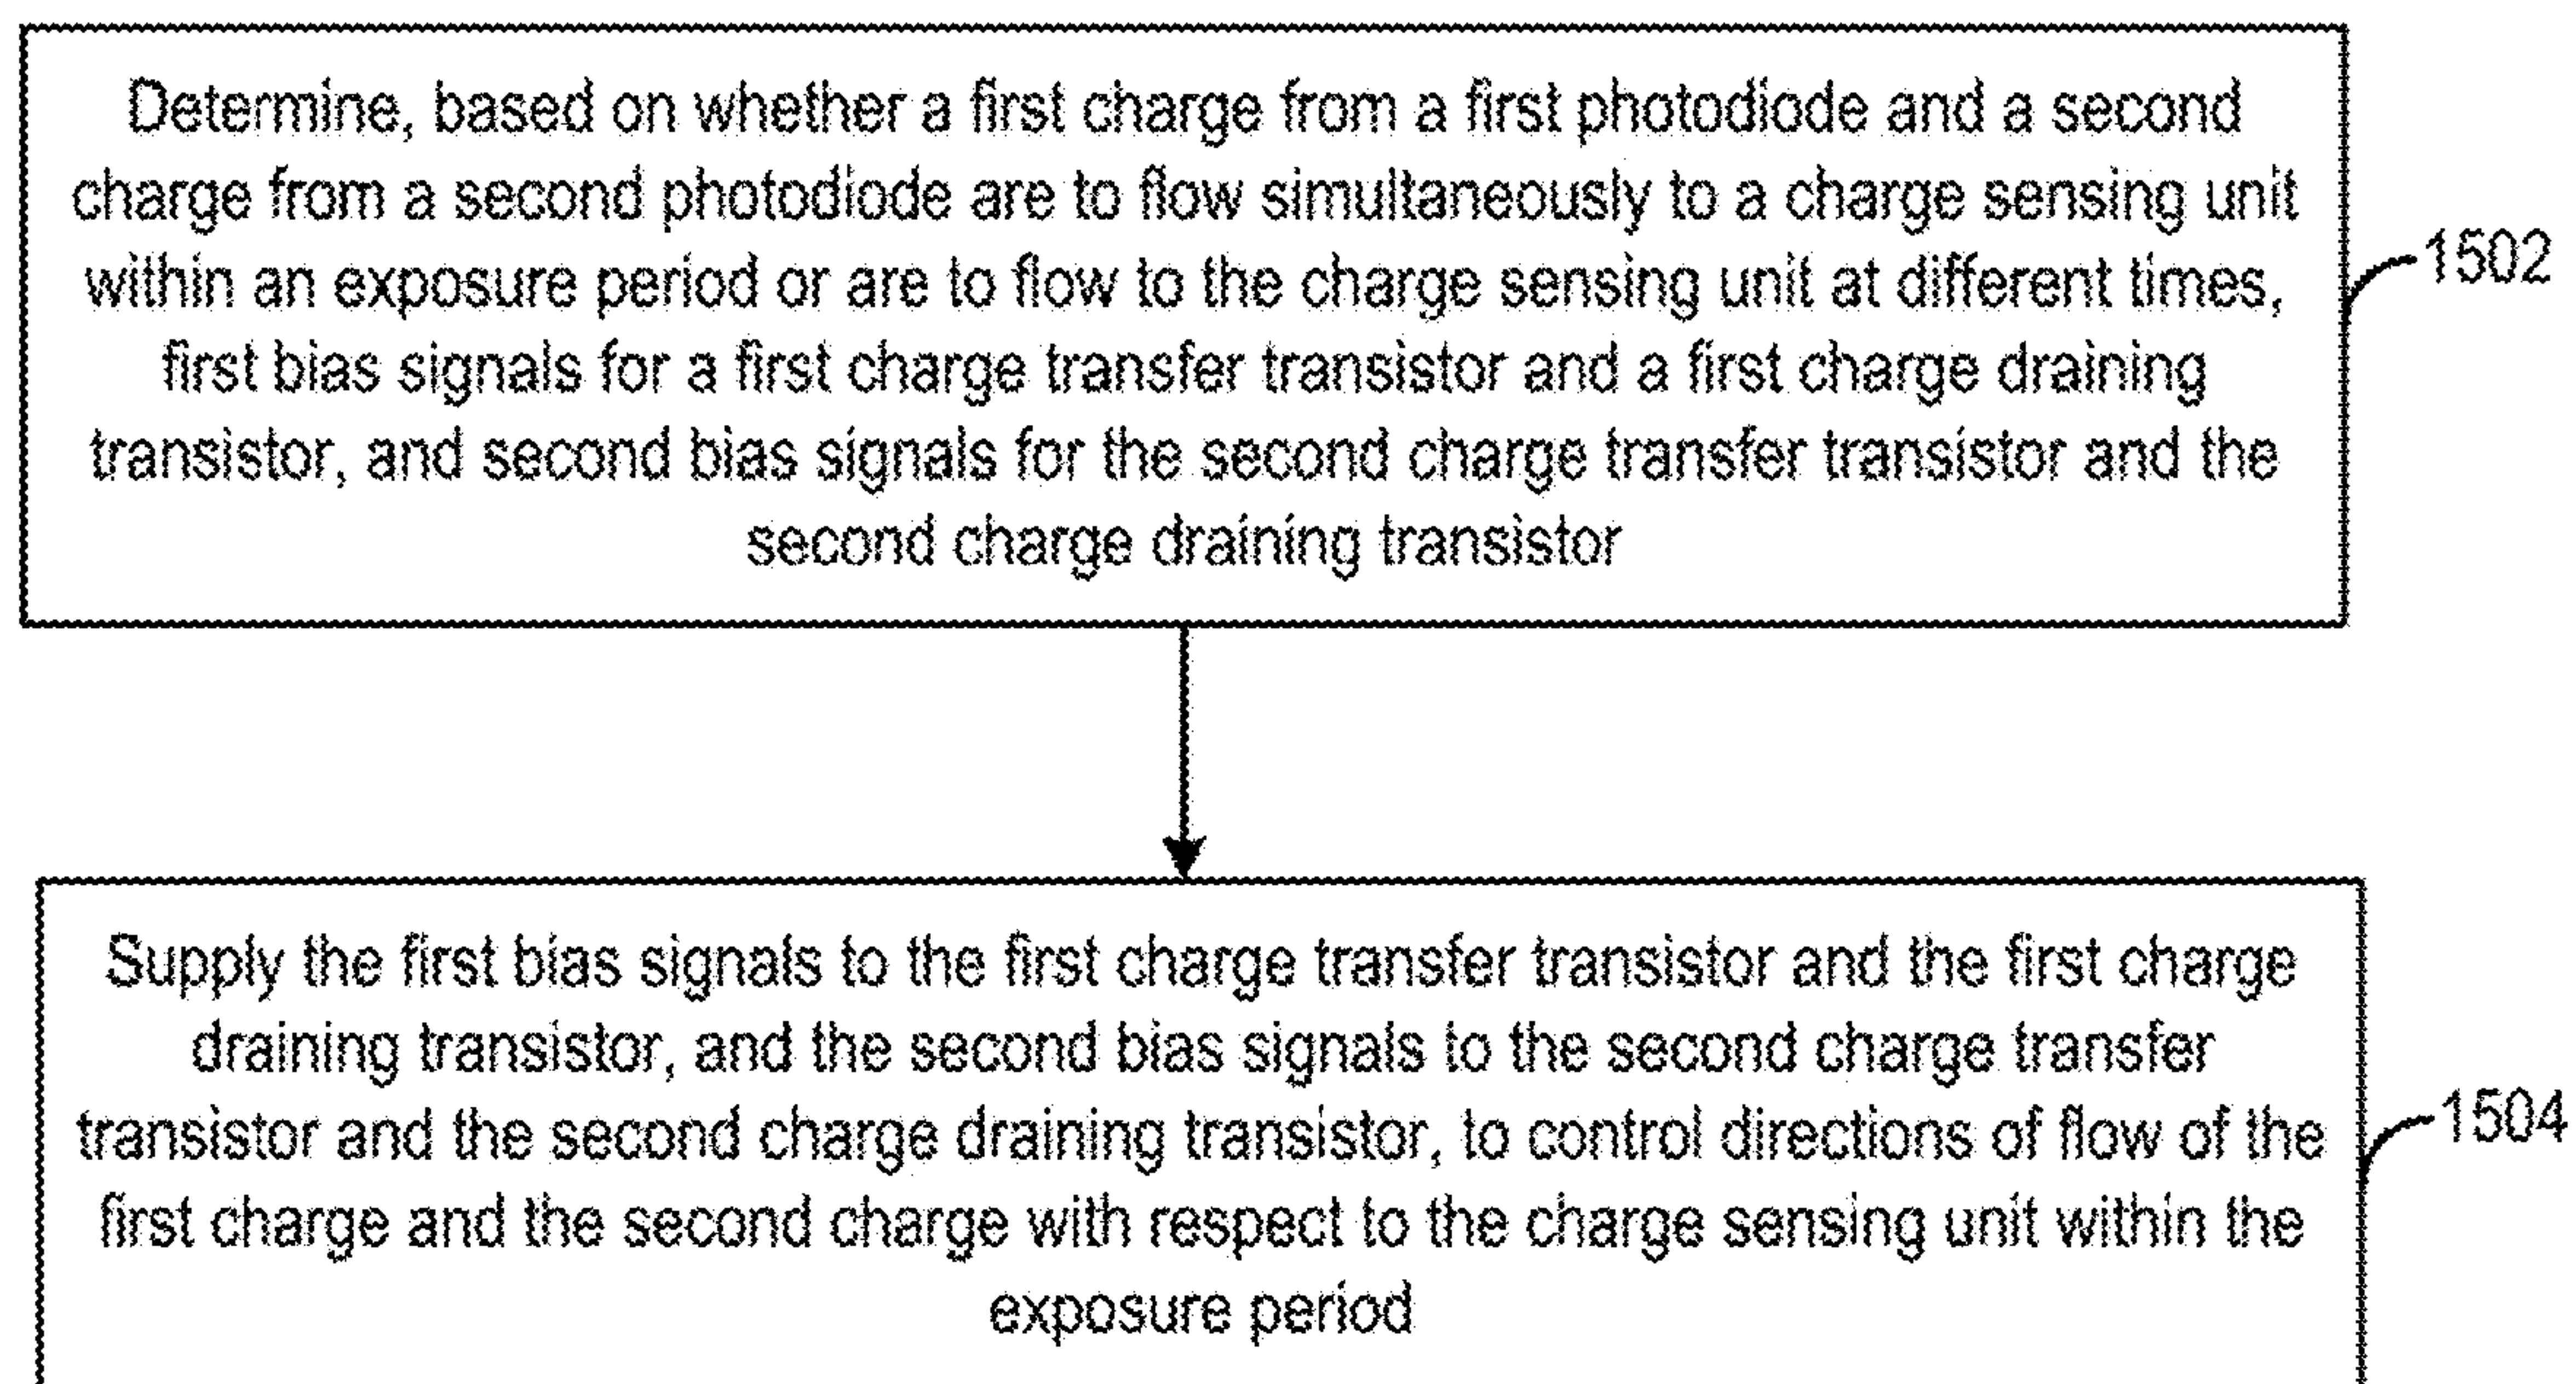 Determine, based on whether a first charge from a first photodiode and a second
charge from a second photodiode are to flow simultaneously to a charge sensing unit
within an exposure period or are to flow to the charge sensing unit at different times,
first bias signals for a first charge transfer transistor and a first charge draining
transistor, and second bias signals for the second charge transfer transistor and the
second charge draining transistor
1502
Supply the first bias signals to the first charge transfer transistor and the first charge
draining transistor, and the second bias signals to the second charge transfer
transistor and the second charge draining transistor, to control directions of flow of the
first charge and the second charge with respect to the charge sensing unit within the
exposure period
1504